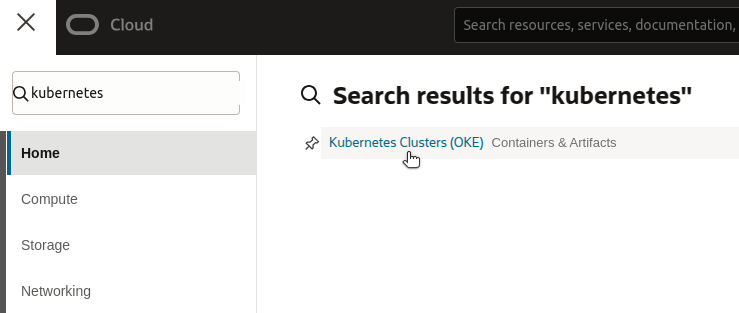 Cloud
Search resources, services, documentation,
kubernetes
Home
Compute
Storage
Networking
Search results for "kubernetes"
Kubernetes Clusters (OKE) Containers & Artifacts